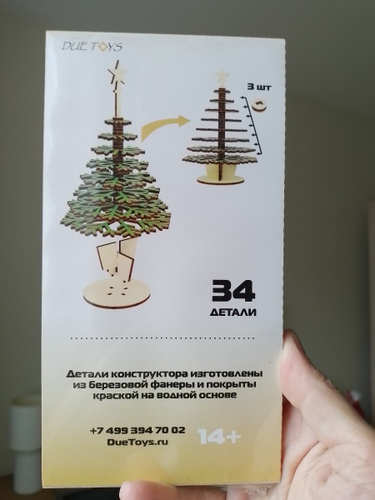 DUE TOYS
3 шт
34
ДЕТАЛИ
Детали конструктора изготовлены
из березовой фанеры и покрыты
краской на водной основе
+7 499 394 70 02
DueToys.ru
14+